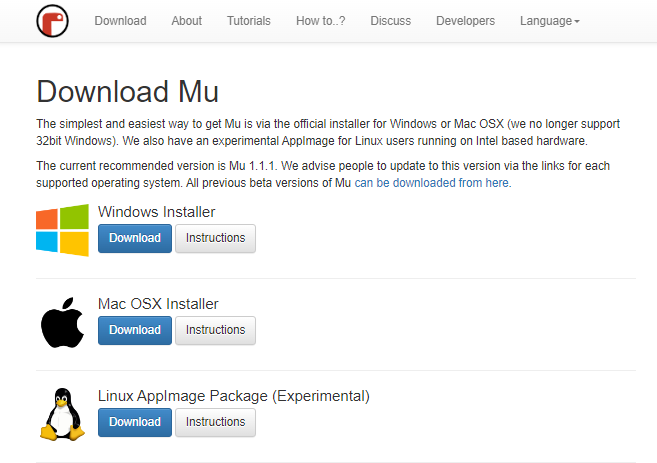 Download About Tutorials How to..? Discuss Developers Language
Download Mu
The simplest and easiest way to get Mu is via the official installer for Windows or Mac OSX (we no longer support
32bit Windows). We also have an experimental AppImage for Linux users running on Intel based hardware.
The current recommended version is Mu 1.1.1. We advise people to update to this version via the links for each
supported operating system. All previous beta versions of Mu can be downloaded from here.
Windows Installer
Download Instructions
Mac OSX Installer
Download Instructions
Linux AppImage Package (Experimental)
Download Instructions